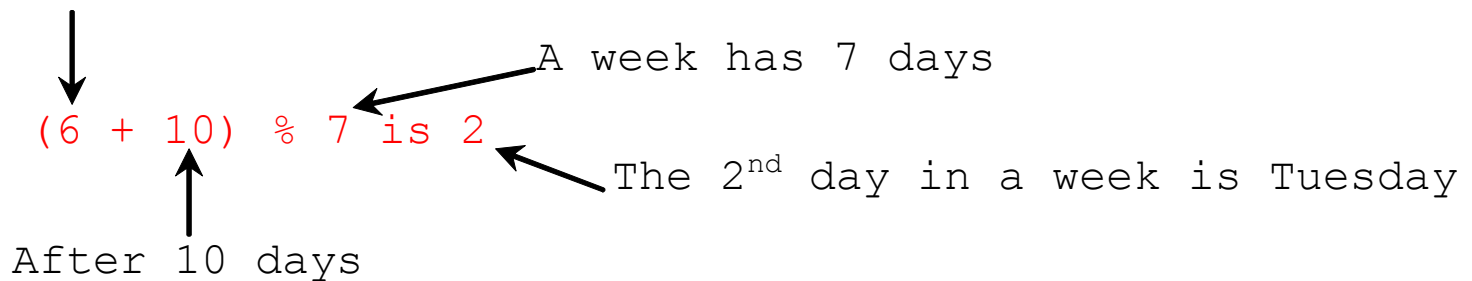 A week has 7 days
(6 + 10) % 7 is 2
The 2nd day in a week is Tuesday
After 10 days